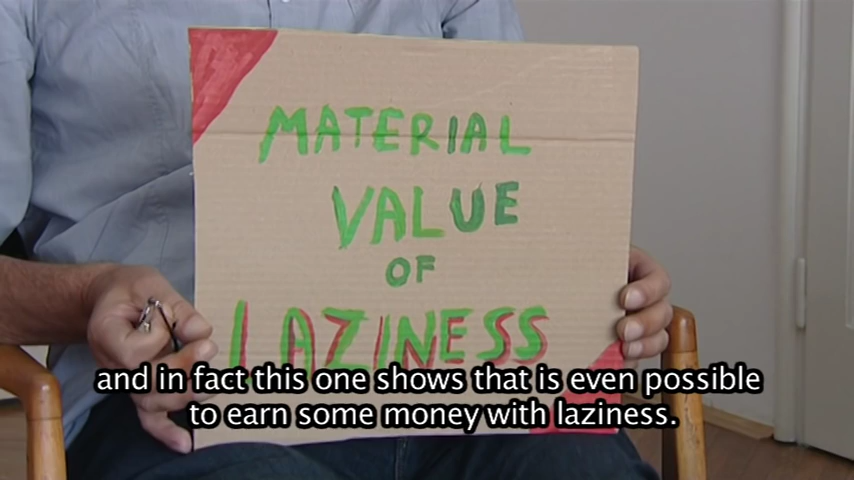 MATERIAL
VALUE
OF
LAZINESS
and in fact this one shows that is even possible
to earn some money with laziness.